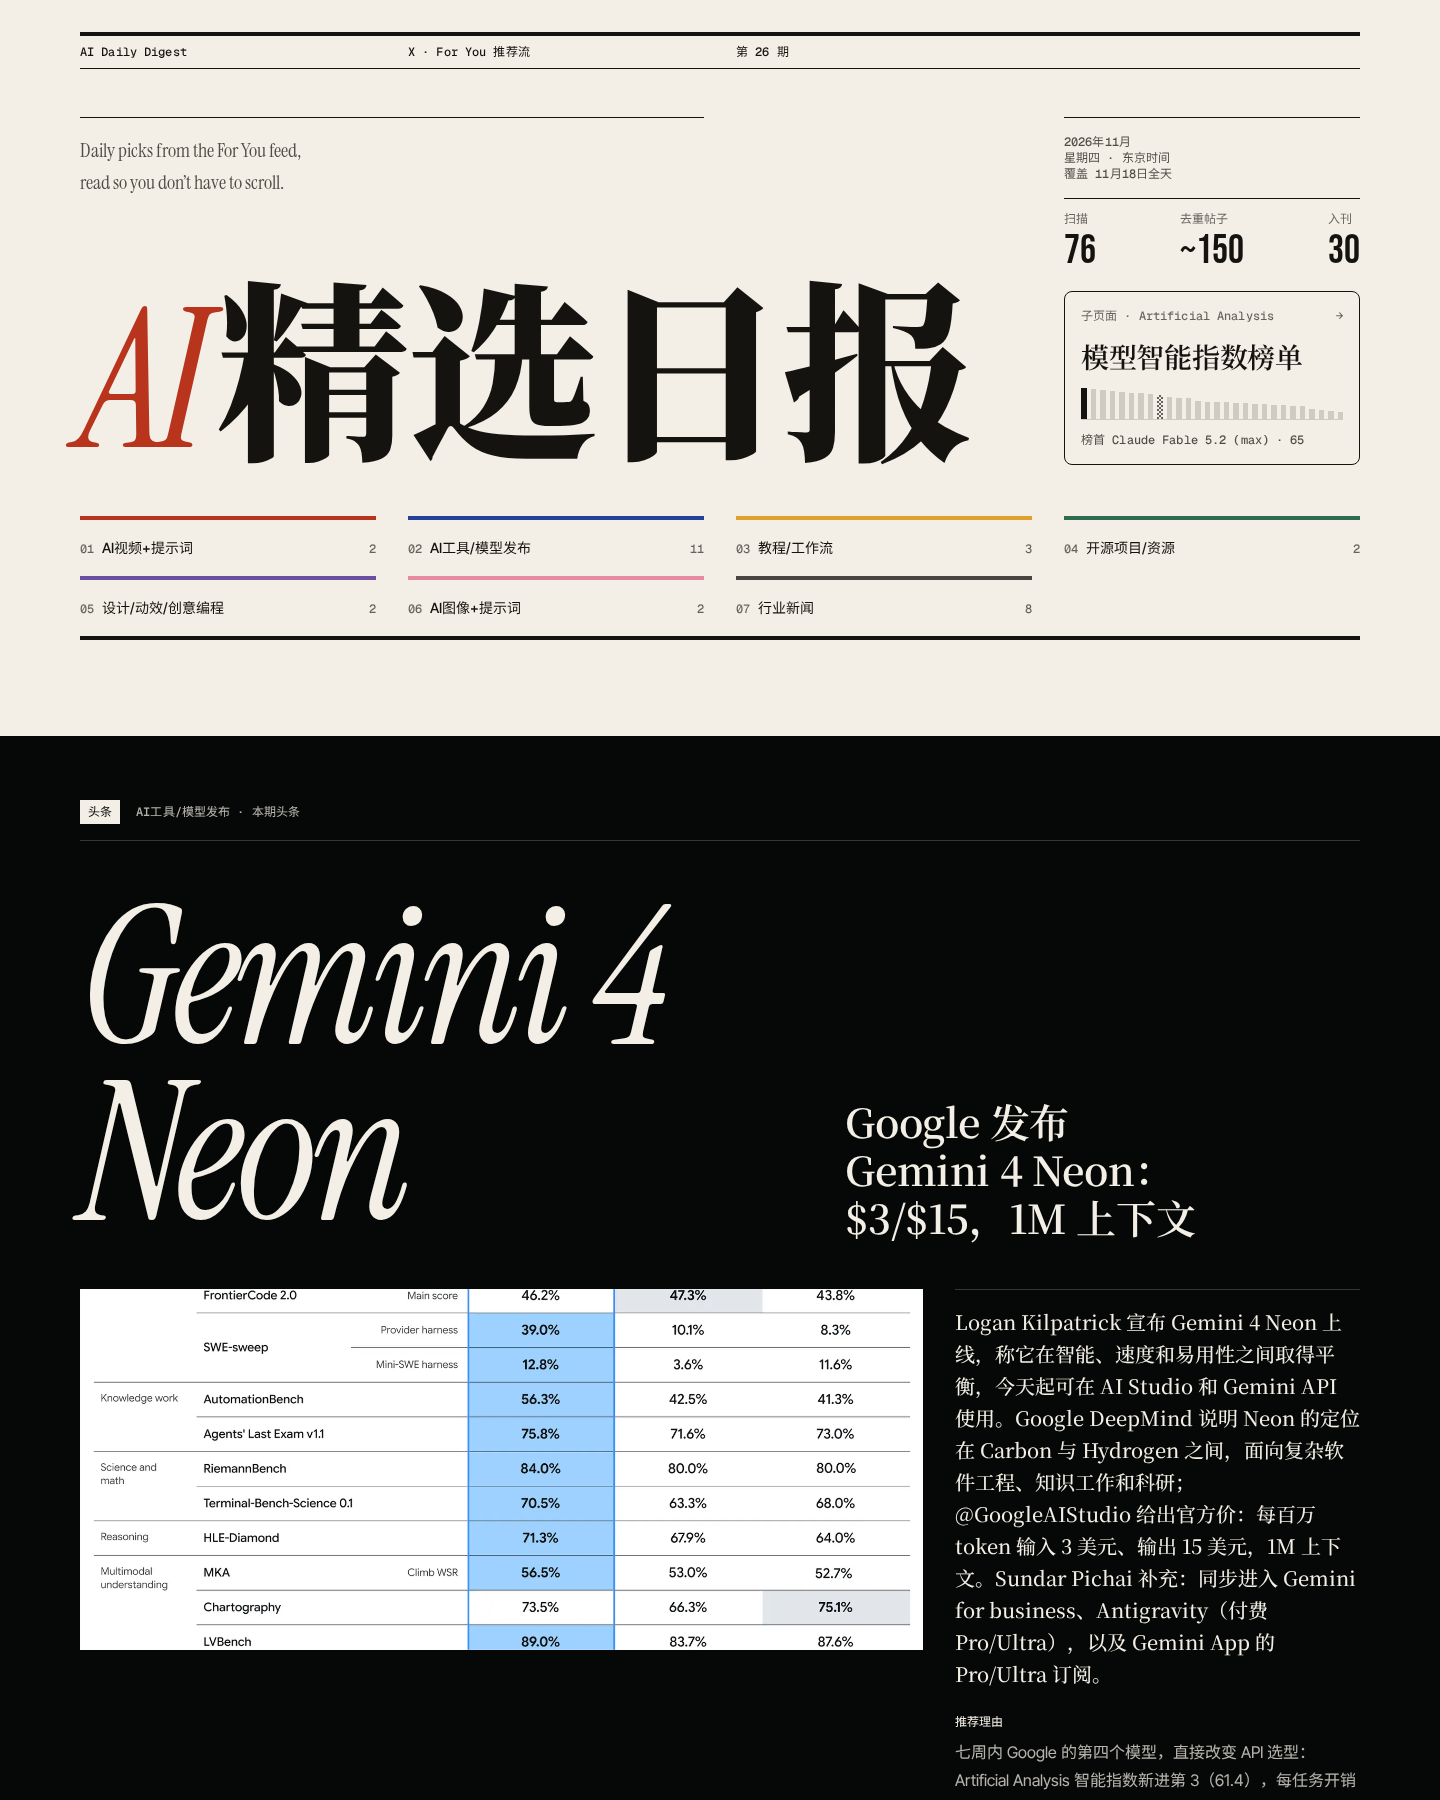 AI Daily Digest
X · For You 推荐流
第 26 期
Daily picks from the For You feed,
read so you don't have to scroll.
2026年11月
星期四 · 东京时间
覆盖 11月18日全天
扫描 去重帖子 入刊
76 ~150 30
AI精选日报
子页面 · Artificial Analysis →
模型智能指数榜单
榜首 Claude Fable 5.2 (max) · 65
01 AI视频+提示词 2
02 AI工具/模型发布 11
03 教程/工作流 3
04 开源项目/资源 2
05 设计/动效/创意编程 2
06 AI图像+提示词 2
07 行业新闻 8
头条 AI工具/模型发布 · 本期头条
Gemini 4
Neon
Google 发布
Gemini 4 Neon：
$3/$15，1M 上下文
FrontierCode 2.0 Main score 46.2% 47.3% 43.8%
SWE-sweep
Provider harness 39.0% 10.1% 8.3%
Mini-SWE harness 12.8% 3.6% 11.6%
Knowledge work AutomationBench 56.3% 42.5% 41.3%
Agents' Last Exam v1.1 75.8% 71.6% 73.0%
Science and
math
RiemannBench 84.0% 80.0% 80.0%
Terminal-Bench-Science 0.1 70.5% 63.3% 68.0%
Reasoning HLE-Diamond 71.3% 67.9% 64.0%
Multimodal
understanding
MKA Climb WSR 56.5% 53.0% 52.7%
Chartography 73.5% 66.3% 75.1%
LVBench 89.0% 83.7% 87.6%
Logan Kilpatrick 宣布 Gemini 4 Neon 上
线，称它在智能、速度和易用性之间取得平
衡，今天起可在 AI Studio 和 Gemini API
使用。Google DeepMind 说明 Neon 的定位
在 Carbon 与 Hydrogen 之间，面向复杂软
件工程、知识工作和科研；
@GoogleAIStudio 给出官方价：每百万
token 输入 3 美元、输出 15 美元，1M 上下
文。Sundar Pichai 补充：同步进入 Gemini
for business、Antigravity（付费
Pro/Ultra），以及 Gemini App 的
Pro/Ultra 订阅。
推荐理由
七周内 Google 的第四个模型，直接改变 API 选型：
Artificial Analysis 智能指数新进第 3（61.4），每任务开销